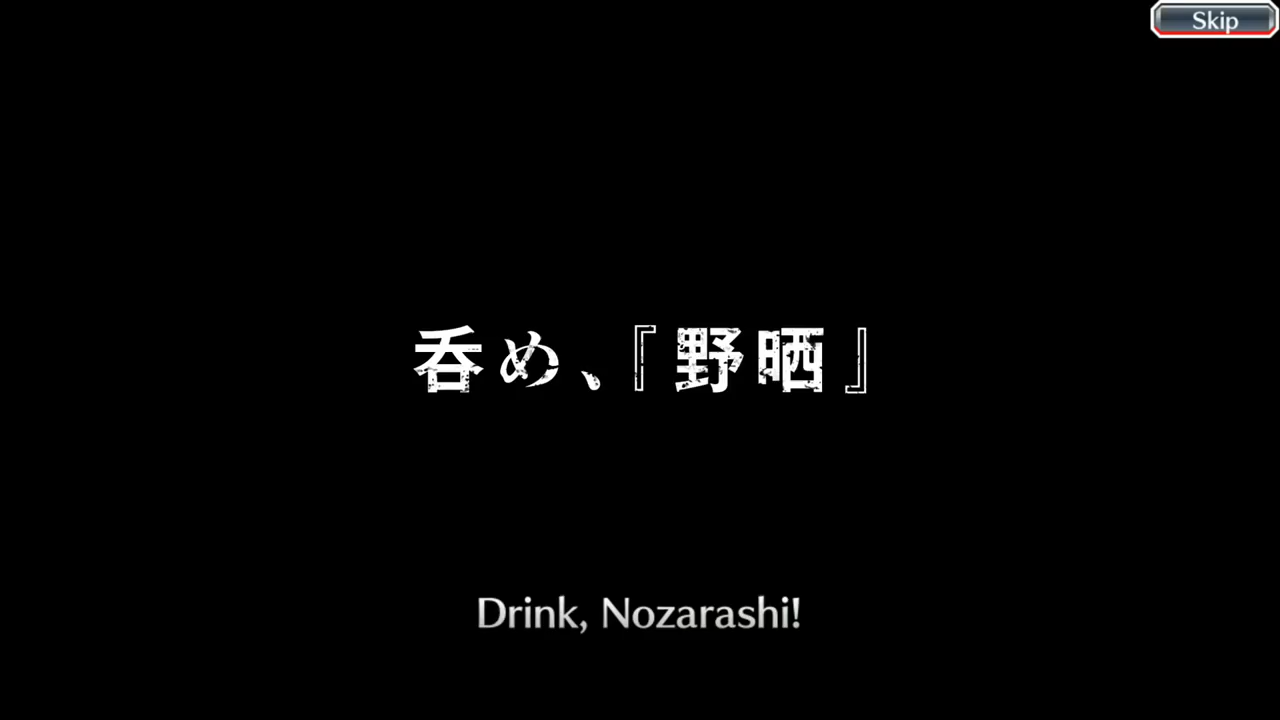 Skip
呑め、『野晒』
Drink, Nozarashi!